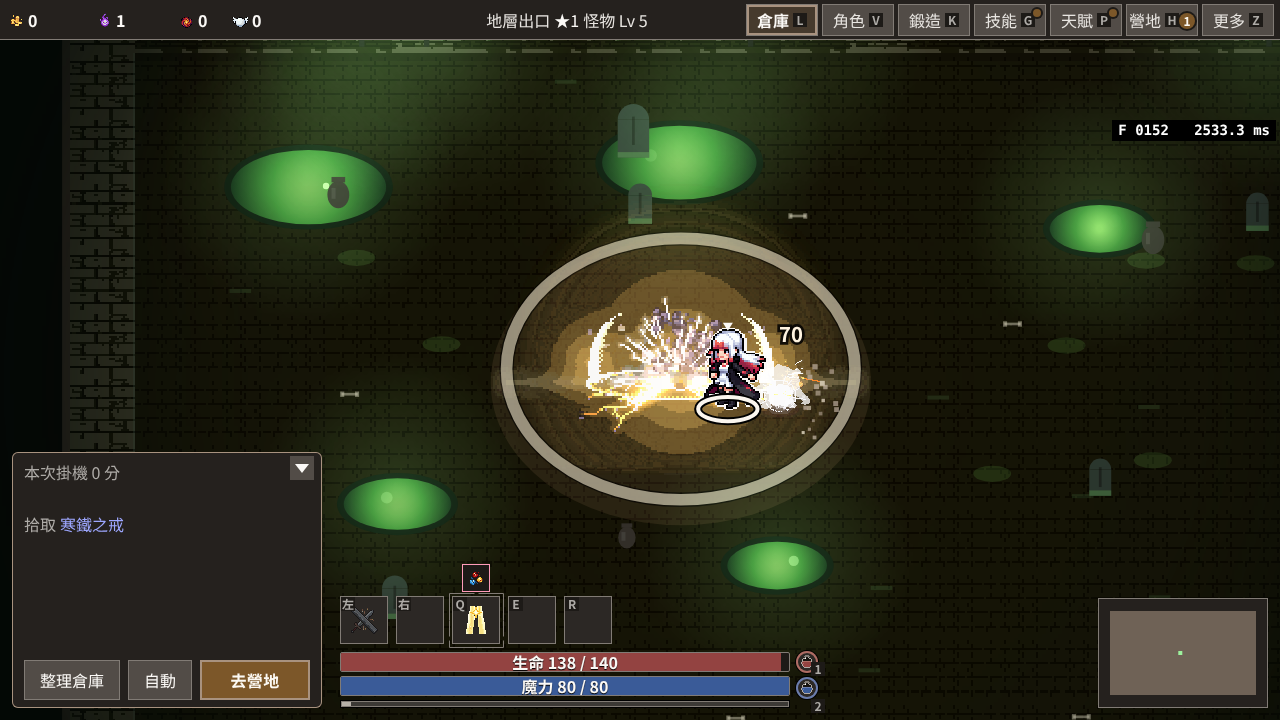 0
1
0
0
地層出口 ★1 怪物 Lv 5
倉庫 L
角色 V
鍛造 K
技能 G
天賦 P
營地 H 1
更多 Z
F 0152 2533.3 ms
70
本次掛機 0 分
拾取 寒鐵之戒
整理倉庫
自動
去營地
左
右
Q
E
R
生命 138 / 140
1
魔力 80 / 80
2